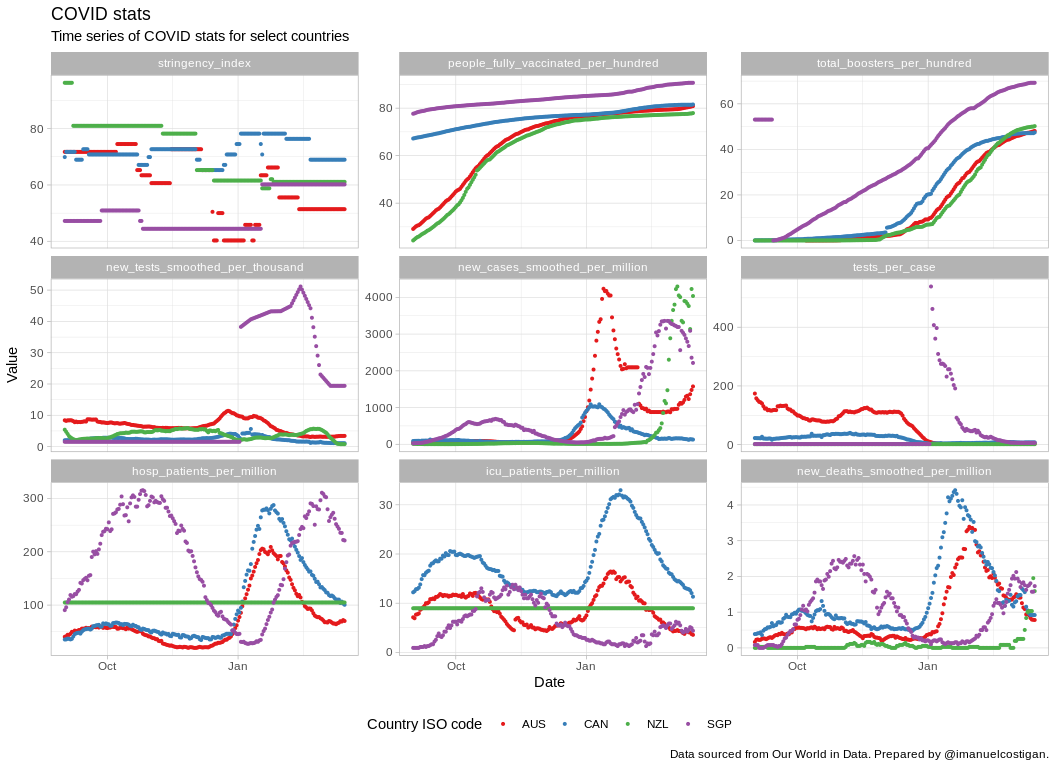 COVID stats
Time series of COVID stats for select countries
stringency_index
people_fully_vaccinated_per_hundred
total_boosters_per_hundred
80
60
40
80
60
40
60
40
20
0
new_tests_smoothed_per_thousand
new_cases_smoothed_per_million
tests_per_case
50
40
30
20
10
0
4000
3000
2000
1000
0
400
200
0
Value
hosp_patients_per_million
icu_patients_per_million
new_deaths_smoothed_per_million
300
200
100
30
20
10
0
4
3
2
1
0
Oct Jan
Oct Jan
Oct Jan
Date
Country ISO code AUS CAN NZL SGP
Data sourced from Our World in Data. Prepared by @imanuelcostigan.